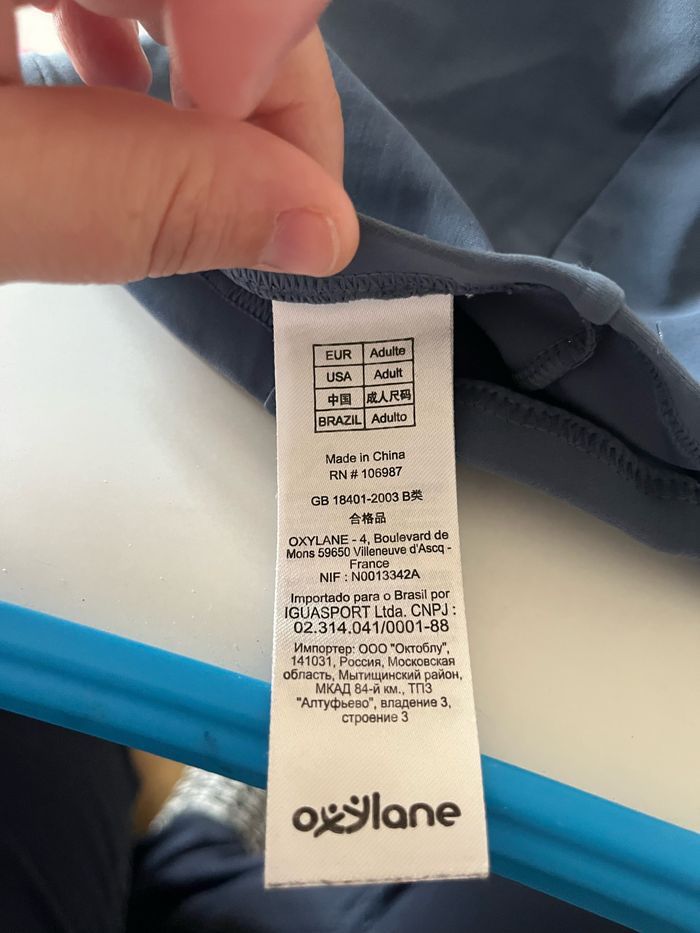 EUR Adulte
USA Adult
中国 成人尺码
BRAZIL Adulto
Made in China
RN # 106987
GB 18401-2003 B类
合格品
OXYLANE - 4, Boulevard de
Mons 59650 Villeneuve d'Ascq -
France
NIF : N0013342A
Importado para o Brasil por
IGUASPORT Ltda. CNPJ :
02.314.041/0001-88
Импортер: ООО "Октоблу",
141031, Россия, Московская
область, Мытищинский район,
МКАД 84-й км., ТПЗ
"Алтуфьево", владение 3,
строение 3
oxylane